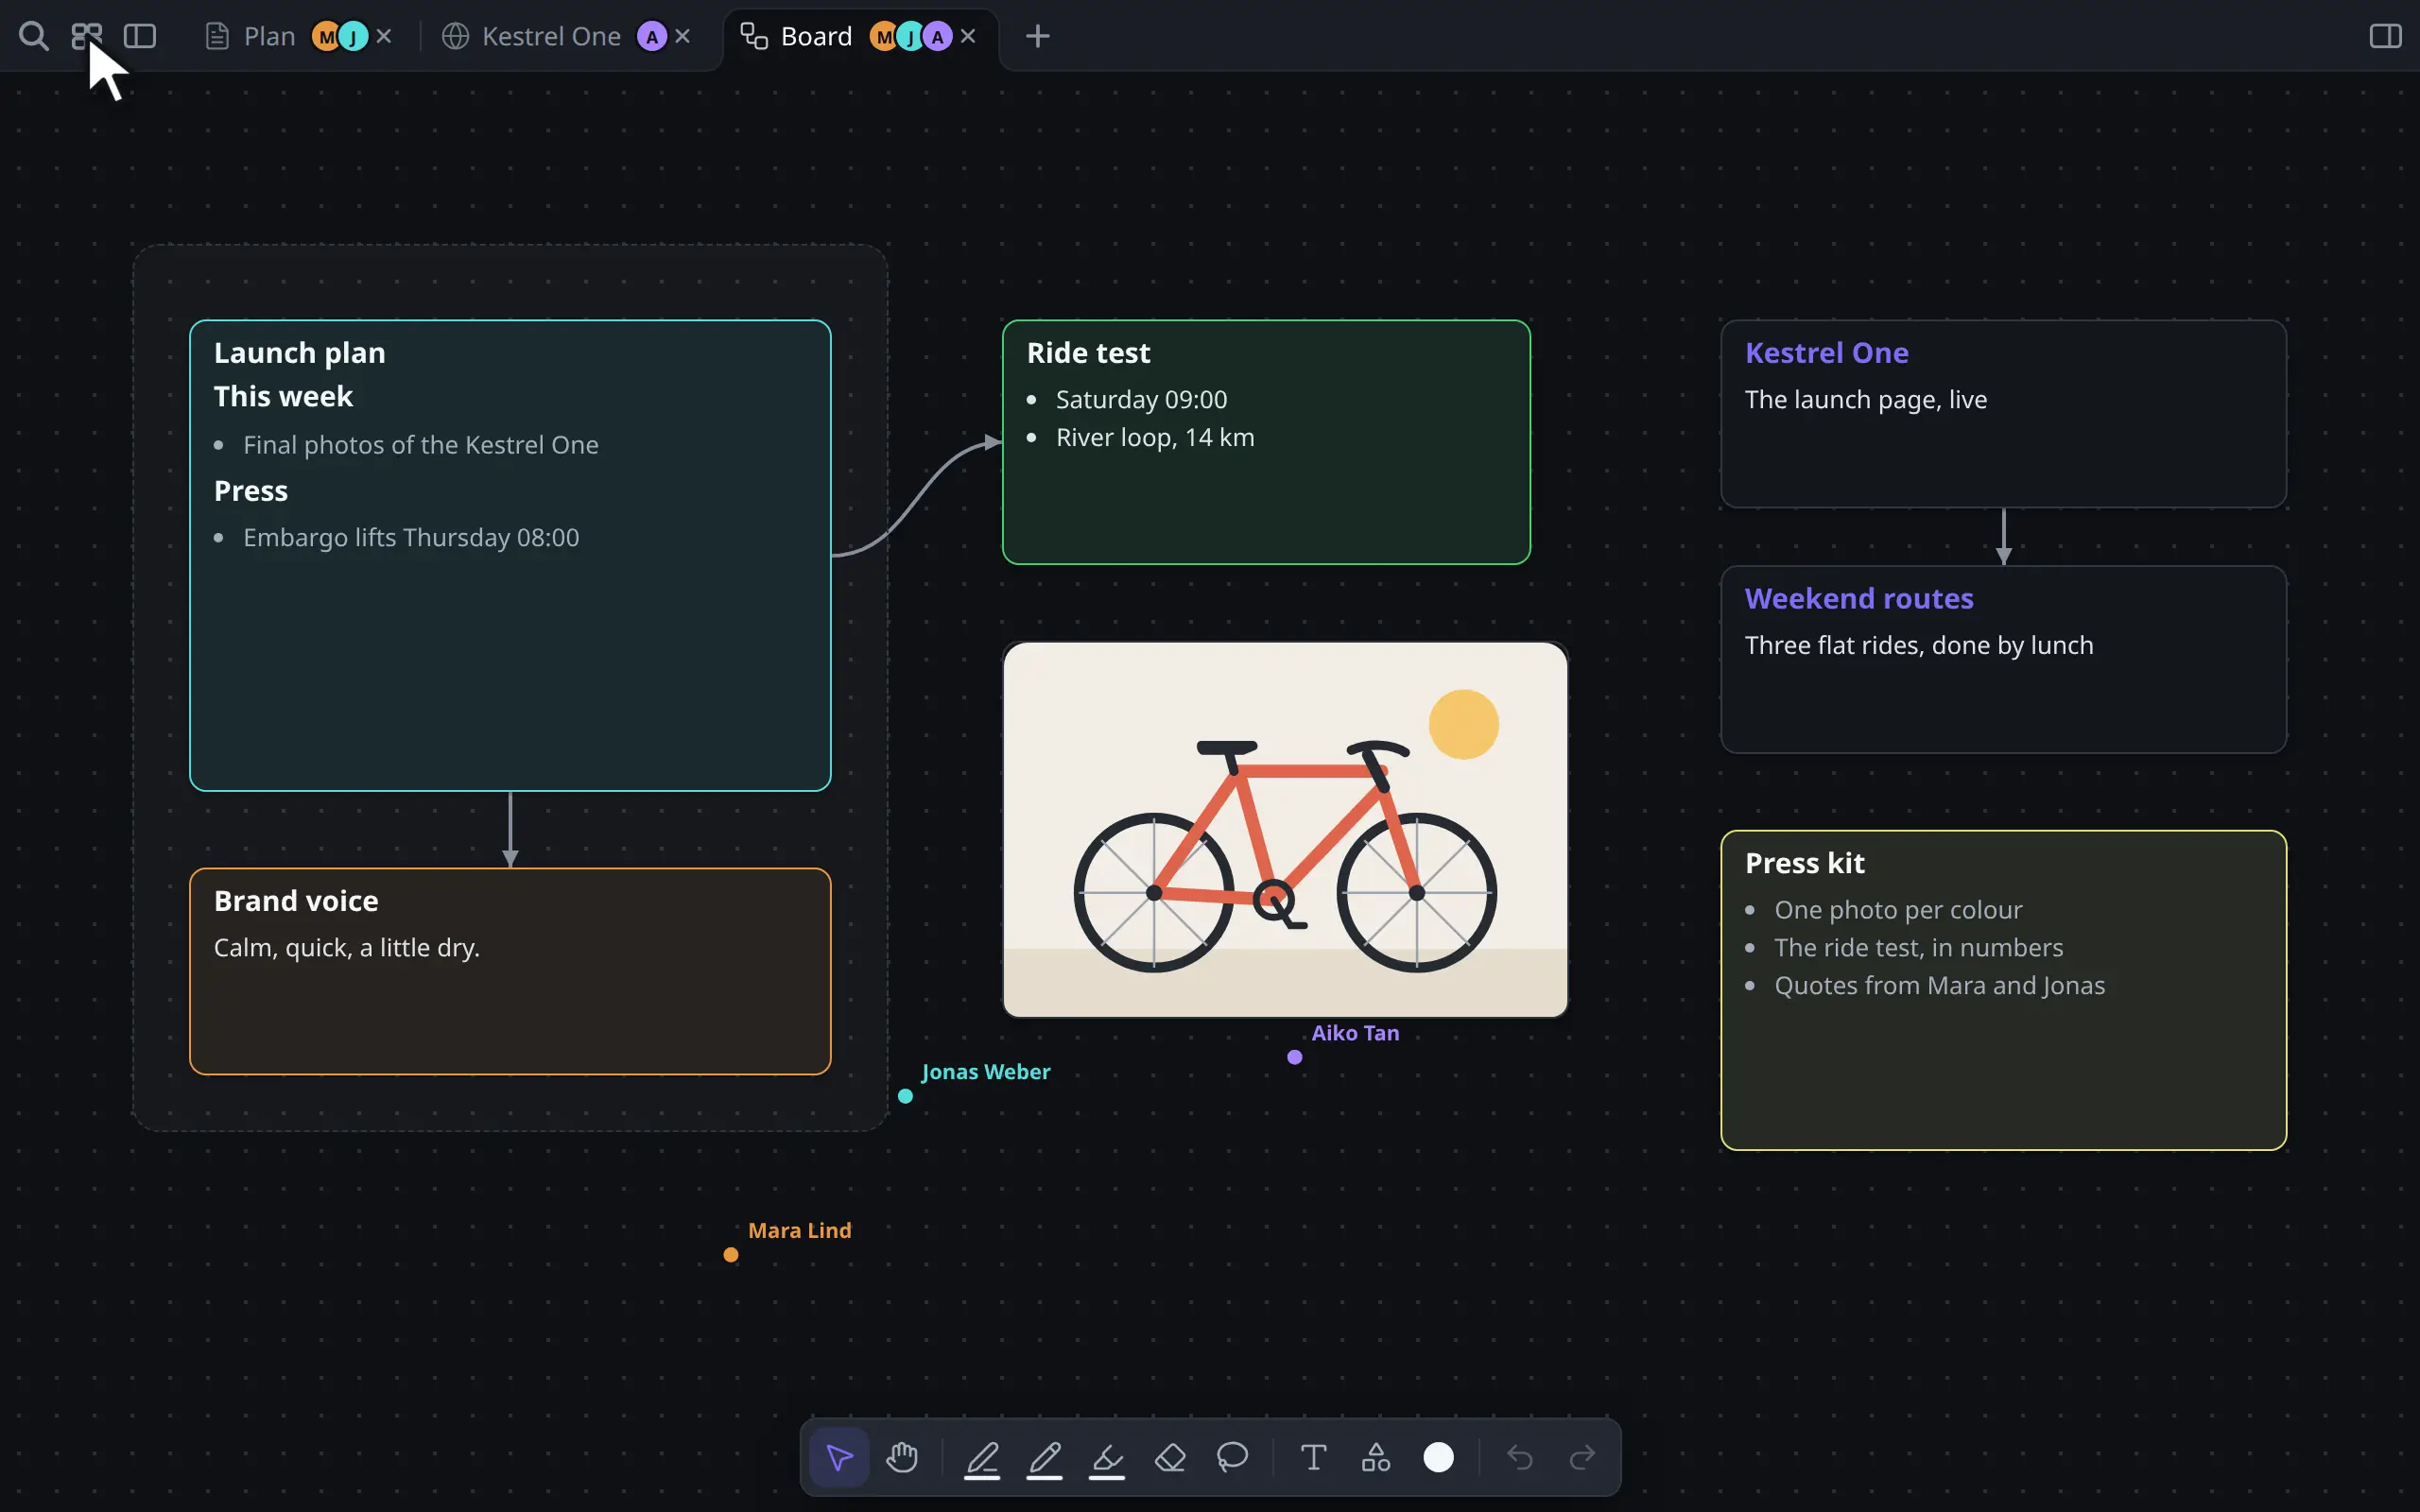 Plan M J
Kestrel One A
Board M J A
Launch plan
This week
Final photos of the Kestrel One
Press
Embargo lifts Thursday 08:00
Brand voice
Calm, quick, a little dry.
Ride test
Saturday 09:00
River loop, 14 km
Kestrel One
The launch page, live
Weekend routes
Three flat rides, done by lunch
Press kit
One photo per colour
The ride test, in numbers
Quotes from Mara and Jonas
Aiko Tan
Jonas Weber
Mara Lind